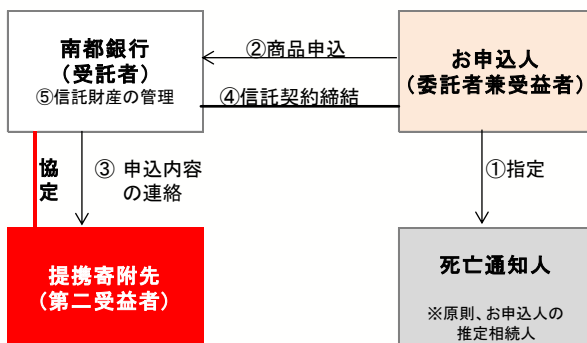 南都銀行
(受託者)
⑤信託財産の管理
②商品申込
④信託契約締結
お申込人
(委託者兼受益者)
協定
③ 申込内容
の連絡
①指定
提携寄附先
(第二受益者)
死亡通知人
※原則、お申込人の
推定相続人